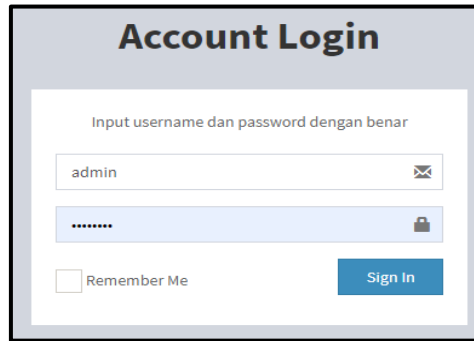 Account Login
Input username dan password dengan benar
admin
••••••••
Remember Me
Sign In